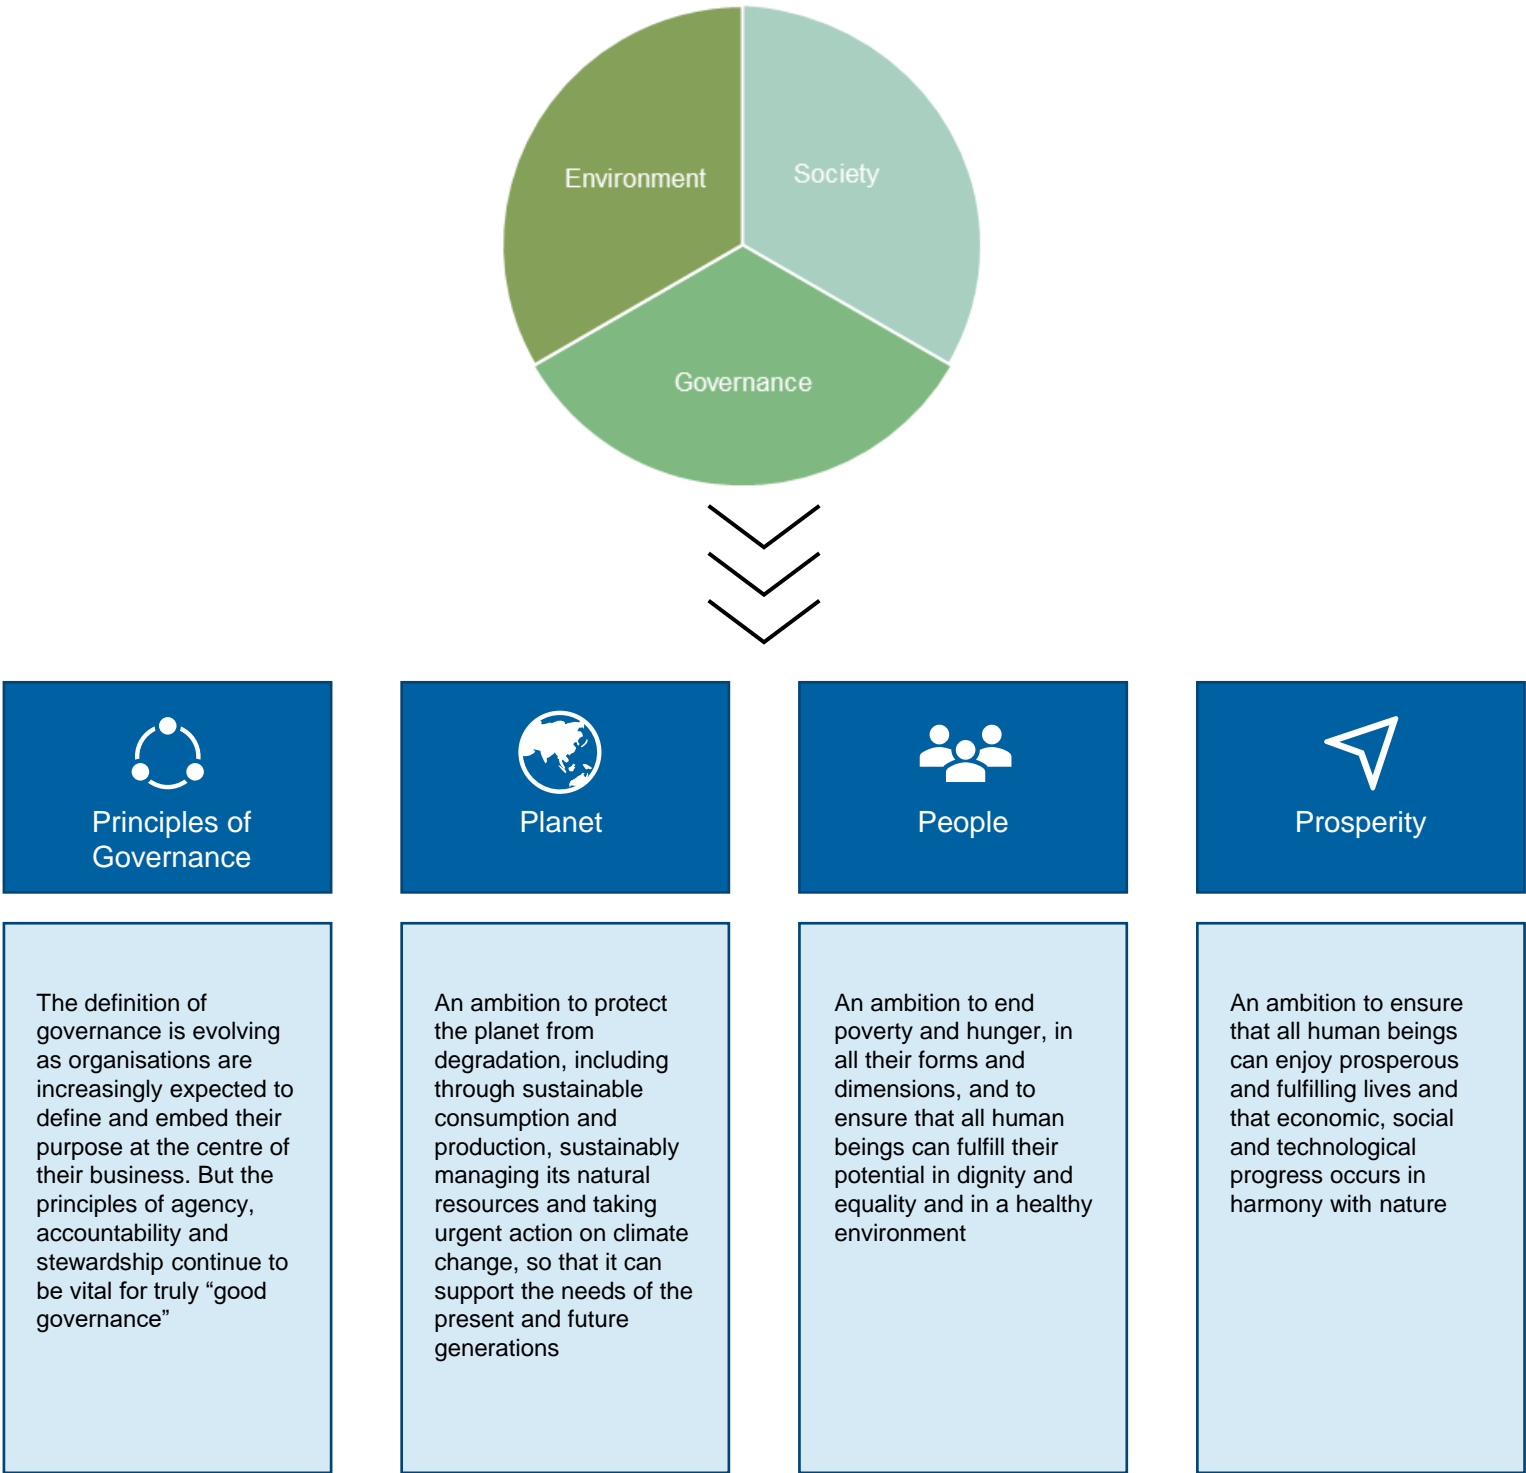 Environment
Society
Governance
Principles of
Governance
Planet
People
Prosperity
The definition of
governance is evolving
as organisations are
increasingly expected to
define and embed their
purpose at the centre of
their business. But the
principles of agency,
accountability and
stewardship continue to
be vital for truly “good
governance”
An ambition to protect
the planet from
degradation, including
through sustainable
consumption and
production, sustainably
managing its natural
resources and taking
urgent action on climate
change, so that it can
support the needs of the
present and future
generations
An ambition to end
poverty and hunger, in
all their forms and
dimensions, and to
ensure that all human
beings can fulfill their
potential in dignity and
equality and in a healthy
environment
An ambition to ensure
that all human beings
can enjoy prosperous
and fulfilling lives and
that economic, social
and technological
progress occurs in
harmony with nature